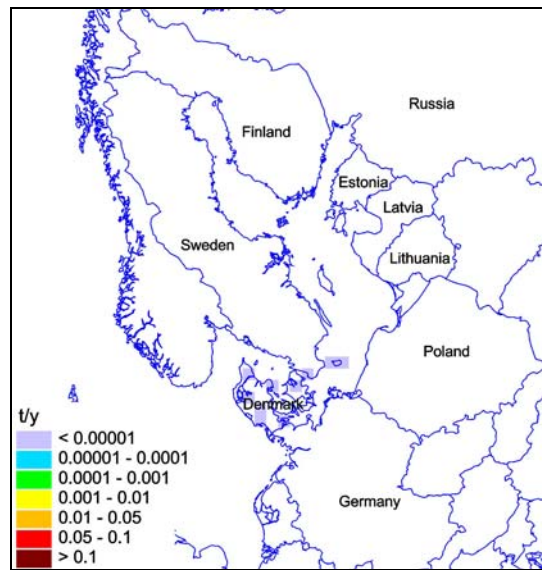 Russia
Finland
Estonia
Latvia
Sweden
Lithuania
Poland
Denmark
t/y
< 0.00001
0.00001 - 0.0001
0.0001 - 0.001
0.001 - 0.01
0.01 - 0.05
0.05 - 0.1
> 0.1
Germany